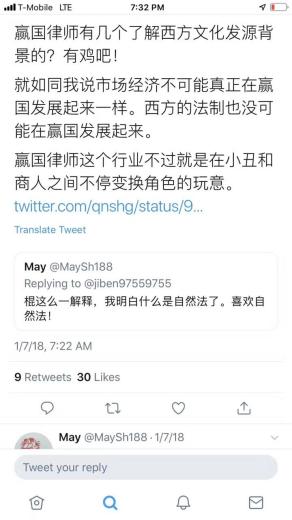 T-Mobile LTE
7:32 PM
赢国律师有几个了解西方文化发源背
景的？有鸡吧！
就如同我说市场经济不可能真正在赢
国发展起来一样。西方的法制也没可
能在赢国发展起来。
赢国律师这个行业不过就是在小丑和
商人之间不停变换角色的玩意。
twitter.com/qnshg/status/9...
Translate Tweet
May @MaySh188
Replying to @jiben97559755
棍这么一解释，我明白什么是自然法了。喜欢自
然法！
1/7/18, 7:22 AM
9 Retweets 30 Likes
May @MaySh188 · 1/7/18
Tweet your reply